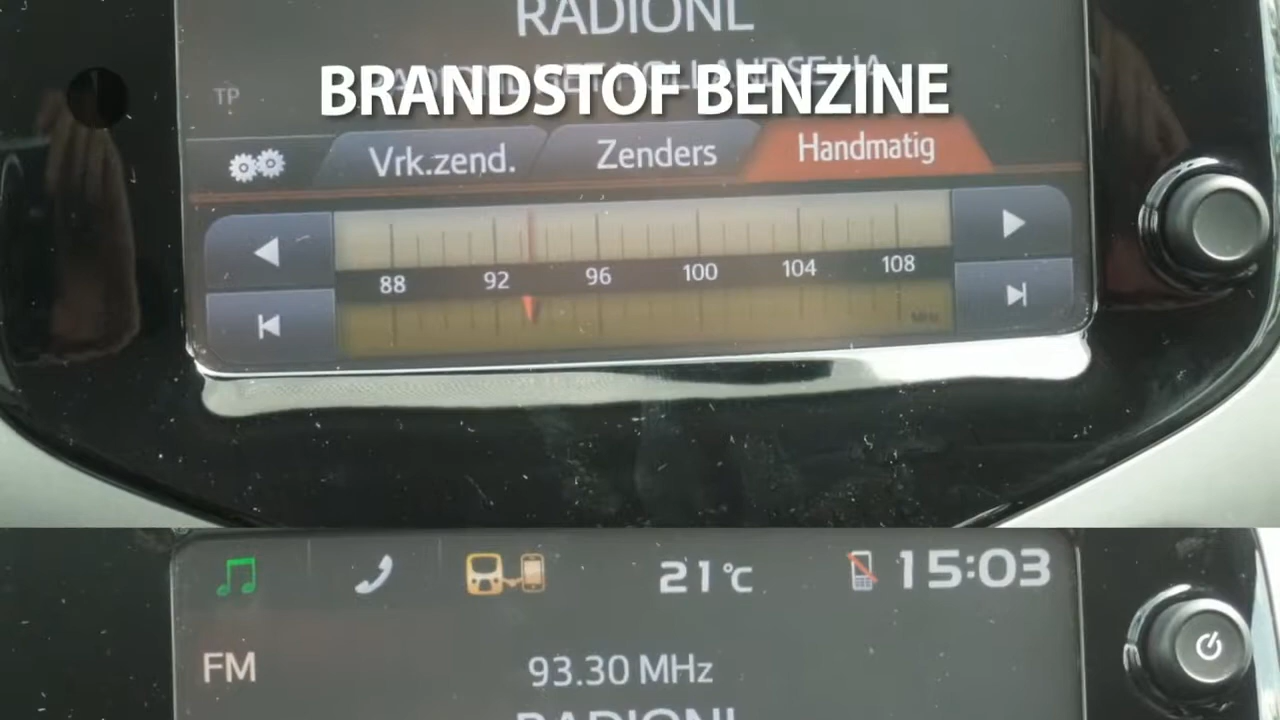 RADIONL
BRANDSTOF BENZINE
TP
Vrk.zend. Zenders Handmatig
88 92 96 100 104 108
MHz
21°C 15:03
FM 93.30 MHz
RADIONL